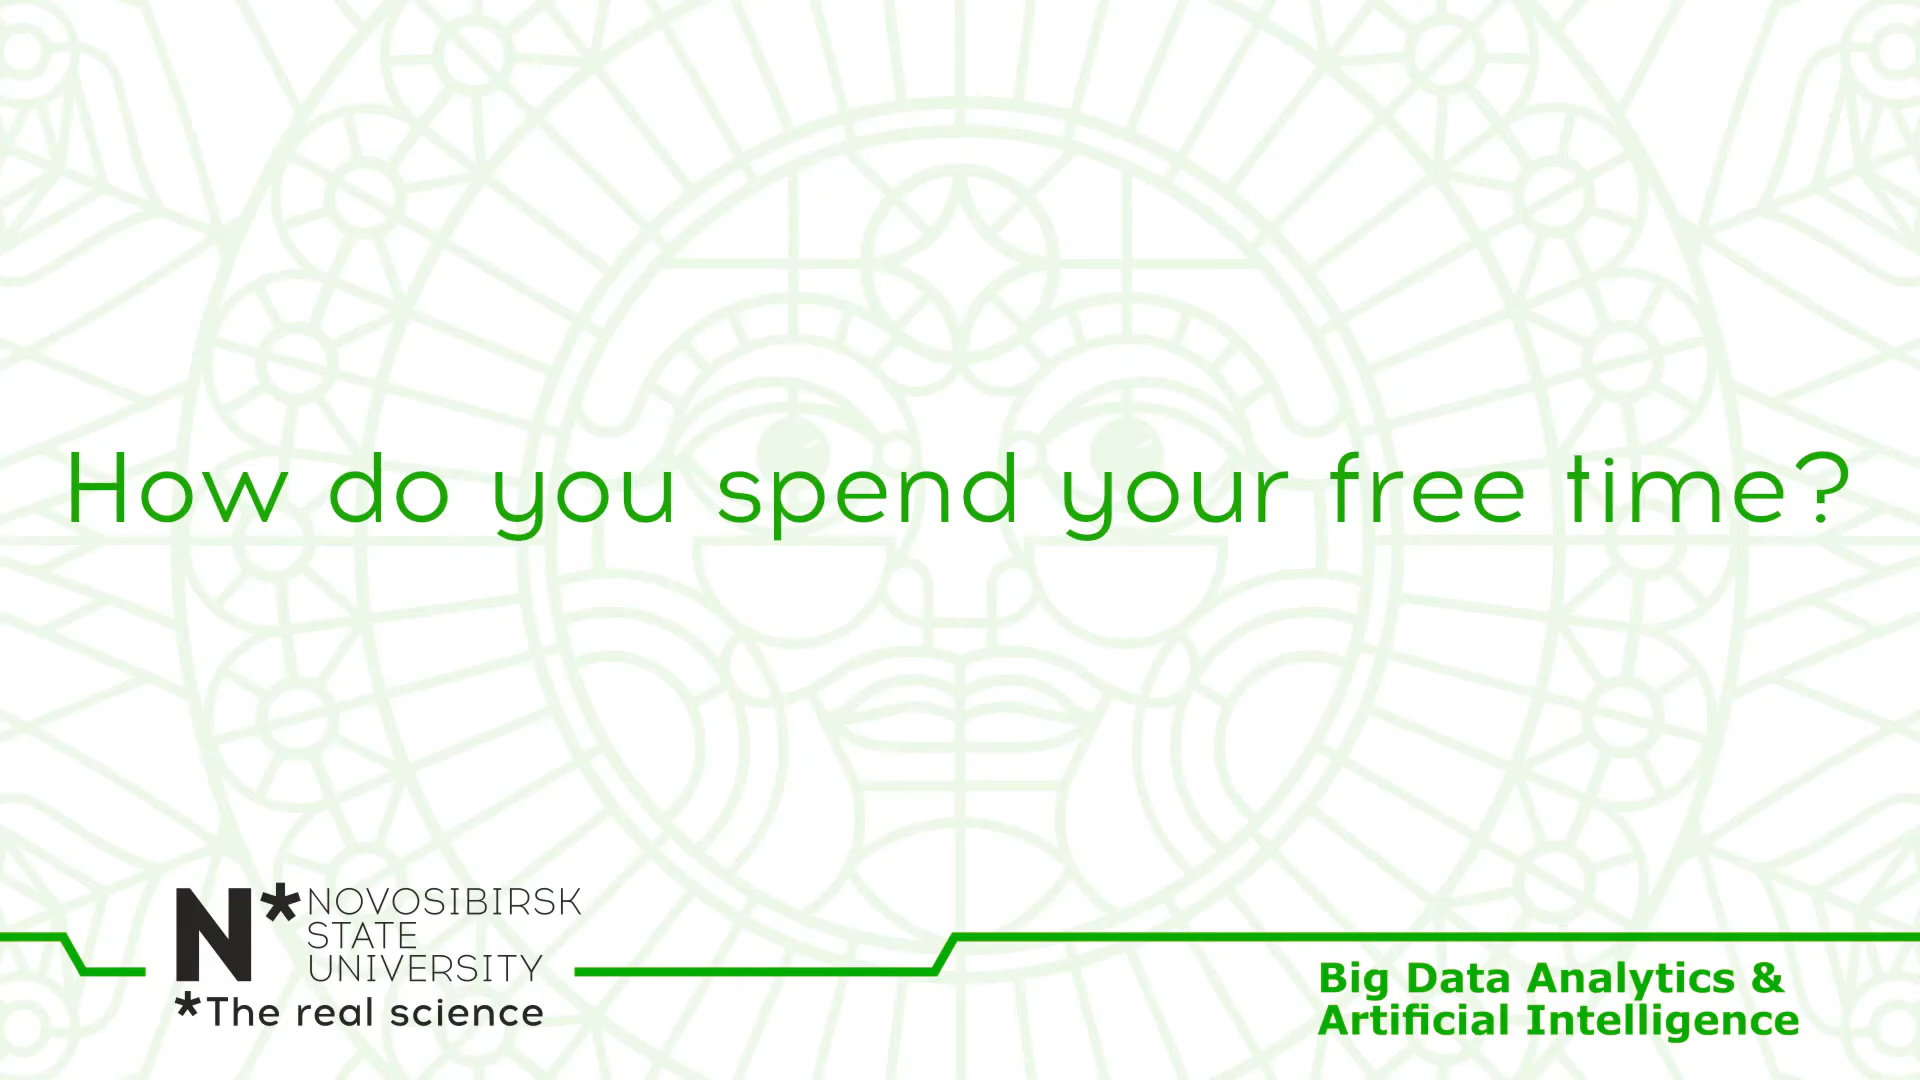 How do you spend your free time?
N*
NOVOSIBIRSK
STATE
UNIVERSITY
*The real science
Big Data Analytics &
Artificial Intelligence